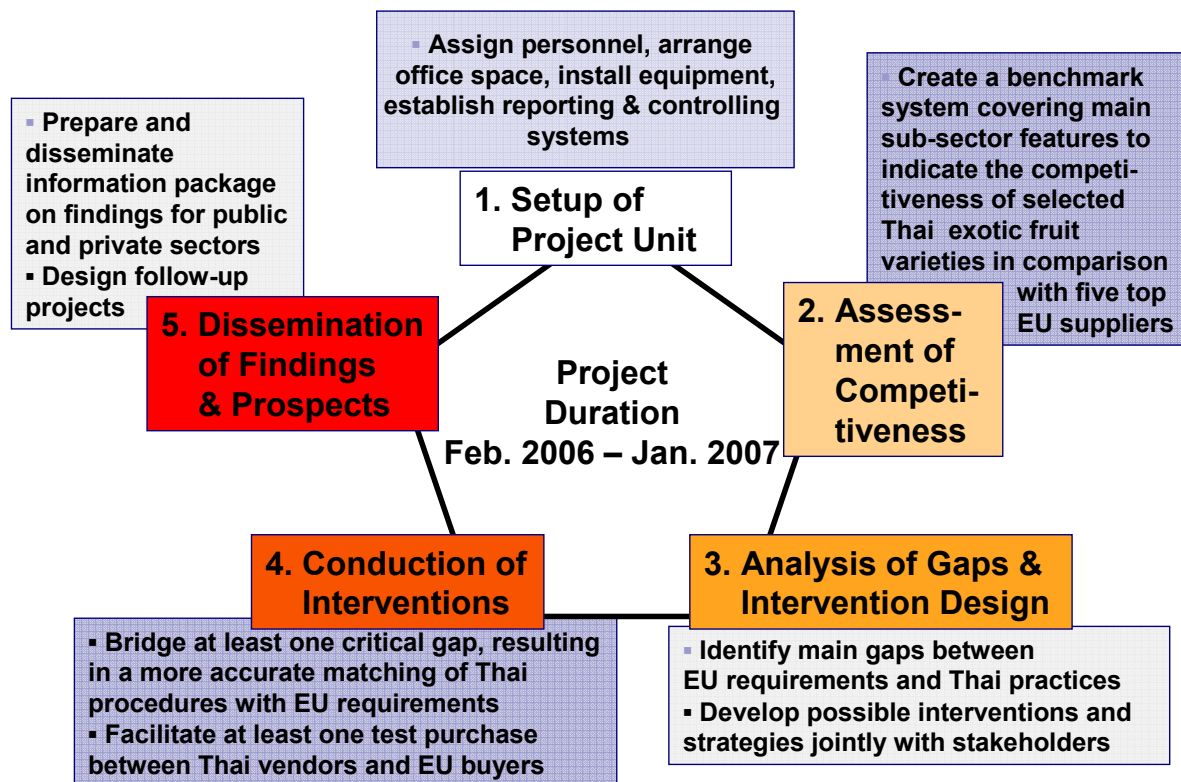 ▪ Assign personnel, arrange
office space, install equipment,
establish reporting & controlling
systems
1. Setup of
Project Unit
▪ Create a benchmark
system covering main
sub-sector features to
indicate the competi-
tiveness of selected
Thai exotic fruit
varieties in comparison
with five top
EU suppliers
2. Assess-
ment of
Competi-
tiveness
3. Analysis of Gaps &
Intervention Design
▪ Identify main gaps between
EU requirements and Thai practices
▪ Develop possible interventions and
strategies jointly with stakeholders
4. Conduction of
Interventions
▪ Bridge at least one critical gap, resulting
in a more accurate matching of Thai
procedures with EU requirements
▪ Facilitate at least one test purchase
between Thai vendors and EU buyers
▪ Prepare and
disseminate
information package
on findings for public
and private sectors
▪ Design follow-up
projects
5. Dissemination
of Findings
& Prospects
Project
Duration
Feb. 2006 – Jan. 2007